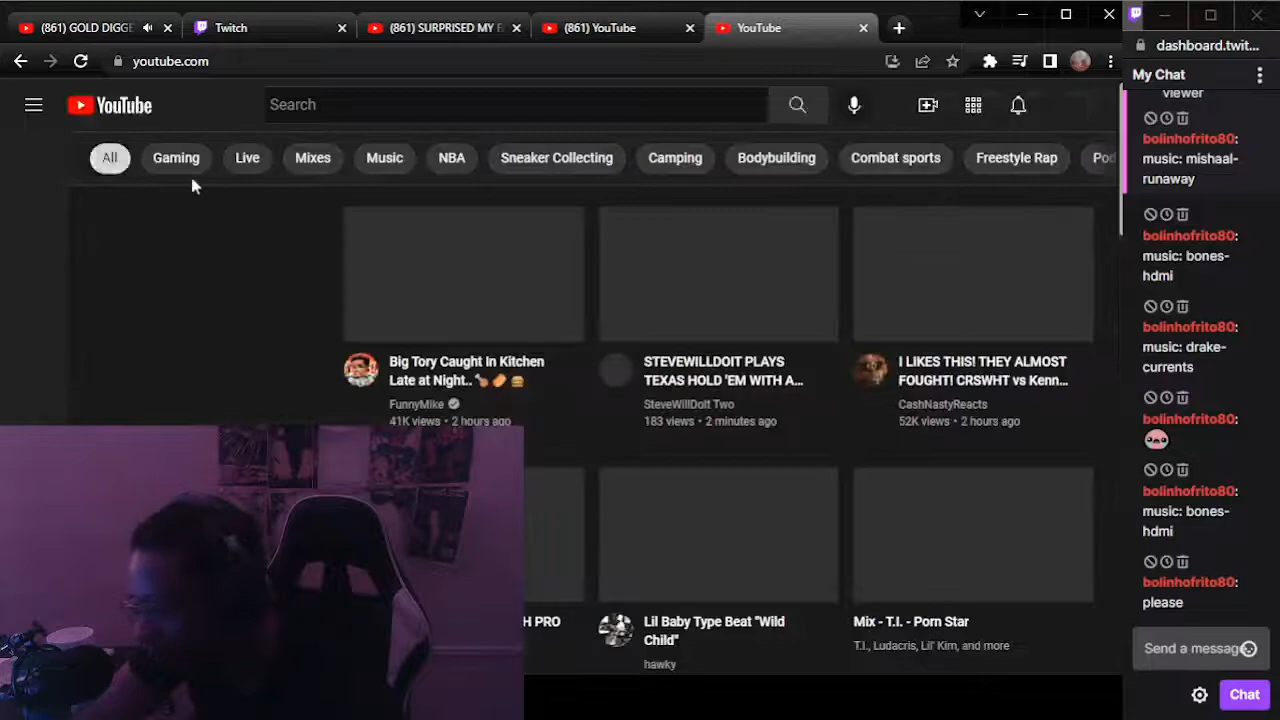 (861) GOLD DIGGE
Twitch
(861) SURPRISED MY
(861) YouTube
YouTube
youtube.com
dashboard.twit...
YouTube
Search
My Chat
viewer
All
Gaming
Live
Mixes
Music
NBA
Sneaker Collecting
Camping
Bodybuilding
Combat sports
Freestyle Rap
bolinhofrito80:
music: mishaal-
runaway
bolinhofrito80:
music: bones-
hdmi
bolinhofrito80:
music: drake-
currents
bolinhofrito80:
bolinhofrito80:
music: bones-
hdmi
bolinhofrito80:
please
Send a message
Chat
Big Tory Caught In Kitchen
Late at Night..🍗🌭🍔
FunnyMike
41K views • 2 hours ago
STEVEWILLDOIT PLAYS
TEXAS HOLD 'EM WITH A...
SteveWillDoIt Two
183 views • 2 minutes ago
I LIKES THIS! THEY ALMOST
FOUGHT! CRSWHT vs Kenn...
CashNastyReacts
52K views • 2 hours ago
H PRO
Lil Baby Type Beat "Wild
Child"
hawky
Mix - T.I. - Porn Star
T.I., Ludacris, Lil' Kim, and more